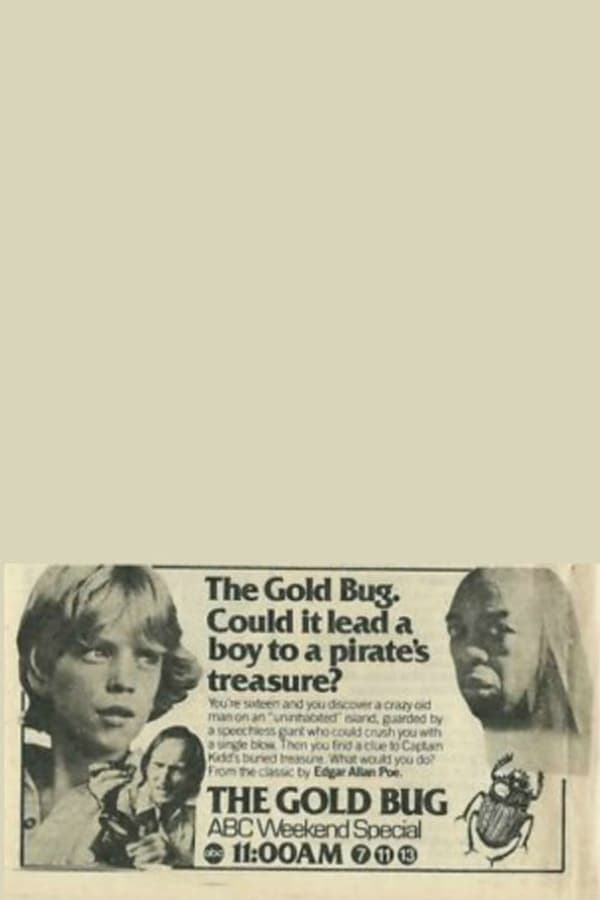 The Gold Bug.
Could it lead a
boy to a pirate's
treasure?
You're sixteen and you discover a crazy old
man on an "uninhabited" island, guarded by
a speechless giant who could crush you with
a single blow. Then you find a clue to Captain
Kidd's buried treasure. What would you do?
From the classic by Edgar Allan Poe.
THE GOLD BUG
ABC Weekend Special
abc 11:00AM 7 11 13